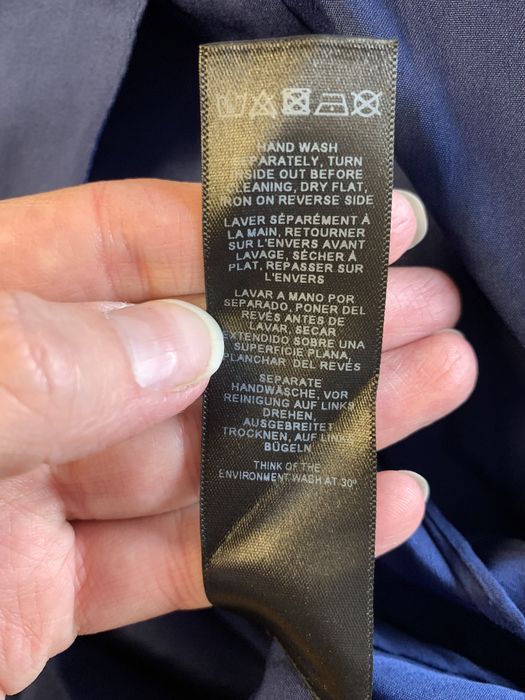 HAND WASH
SEPARATELY, TURN
INSIDE OUT BEFORE
CLEANING, DRY FLAT,
IRON ON REVERSE SIDE
LAVER SÉPARÉMENT À
LA MAIN, RETOURNER
SUR L'ENVERS AVANT
LAVAGE, SÉCHER À
PLAT, REPASSER SUR
L'ENVERS
LAVAR A MANO POR
SEPARADO, PONER DEL
REVÉS ANTES DE
LAVAR, SECAR
EXTENDIDO SOBRE UNA
SUPERFICIE PLANA,
PLANCHAR DEL REVÉS
SEPARATE
HANDWÄSCHE, VOR
REINIGUNG AUF LINKS
DREHEN,
AUSGEBREITET
TROCKNEN, AUF LINKS
BÜGELN
THINK OF THE
ENVIRONMENT WASH AT 30°